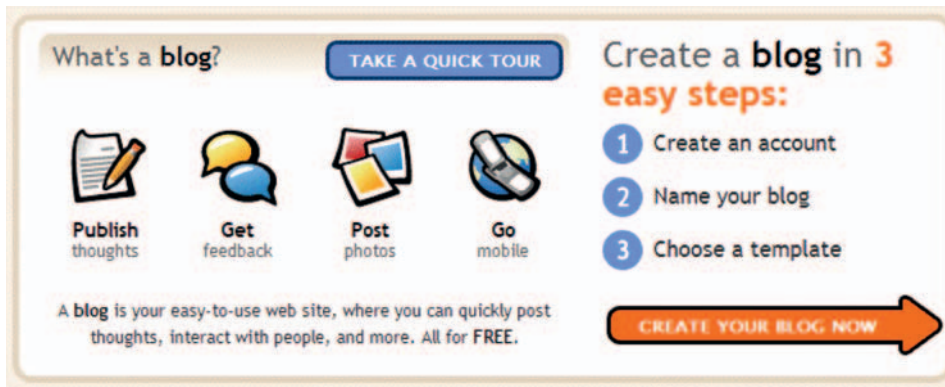 What's a blog?
TAKE A QUICK TOUR
Publish
thoughts
Get
feedback
Post
photos
Go
mobile
A blog is your easy-to-use web site, where you can quickly post
thoughts, interact with people, and more. All for FREE.
Create a blog in 3
easy steps:
1 Create an account
2 Name your blog
3 Choose a template
CREATE YOUR BLOG NOW